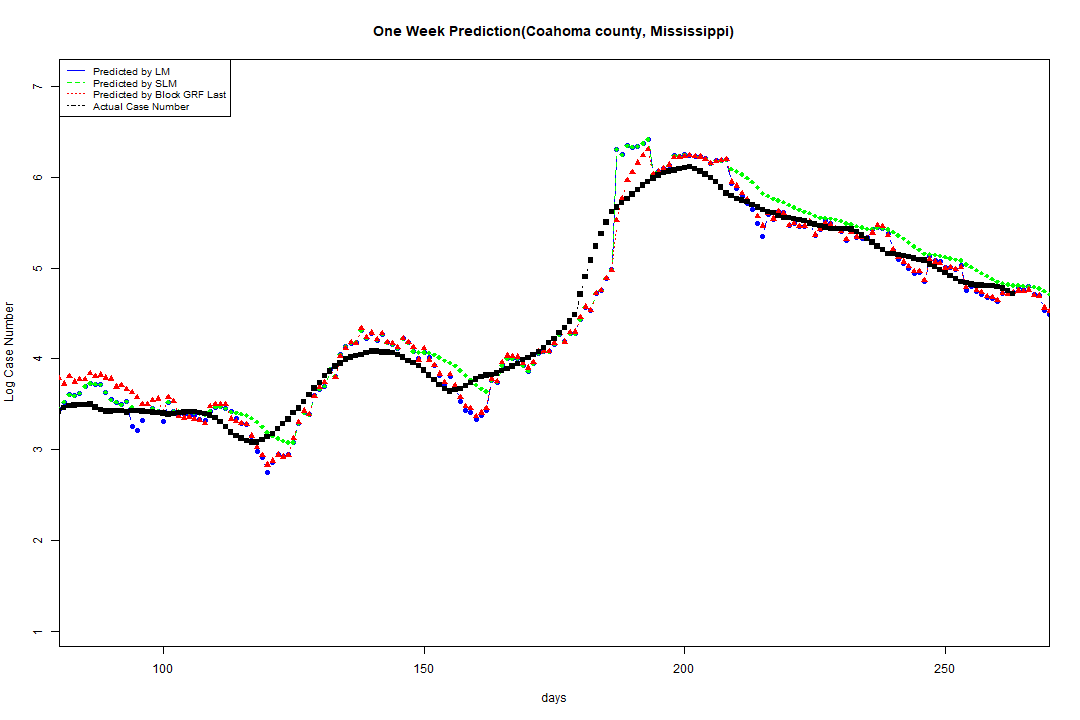 One Week Prediction(Coahoma county, Mississippi)
Predicted by LM
Predicted by SLM
Predicted by Block GRF Last
Actual Case Number
7
6
5
4
3
2
1
Log Case Number
100 150 200 250
days